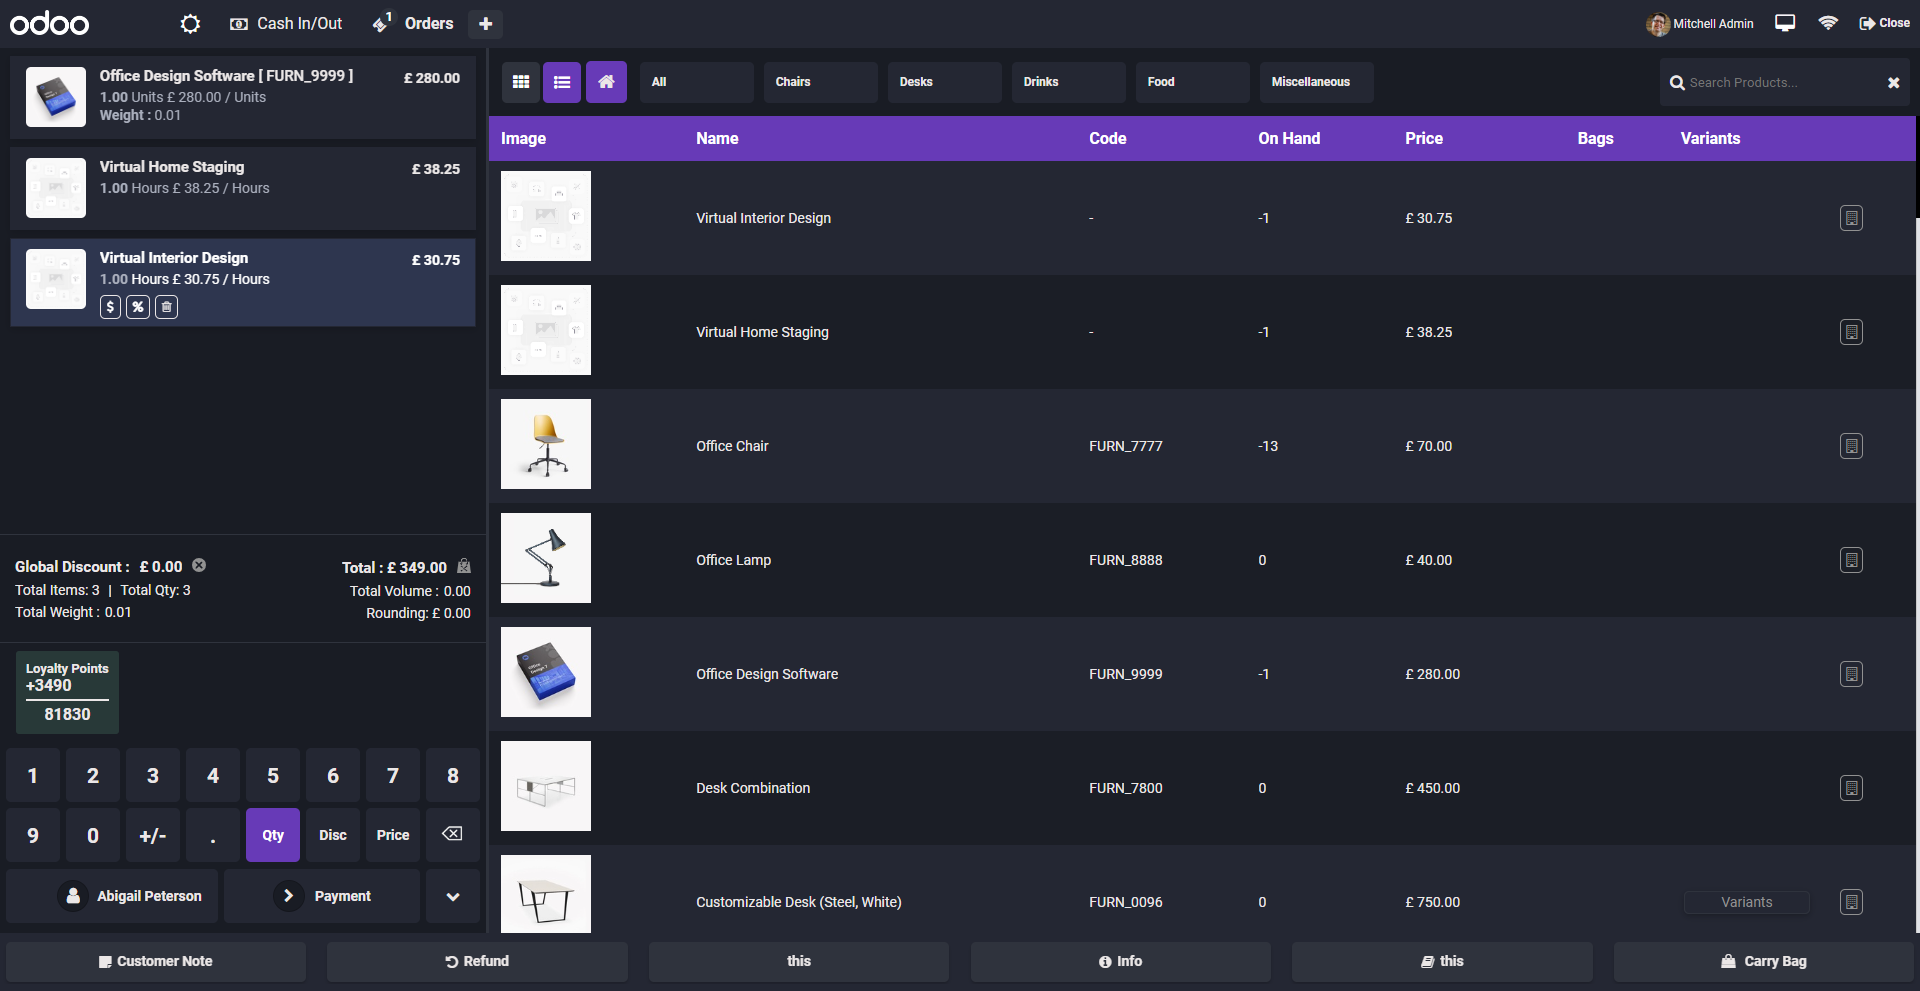 odoo
Cash In/Out
1
Orders
Mitchell Admin
Close
Office Design Software [ FURN_9999 ]
£ 280.00
1.00 Units £ 280.00 / Units
Weight : 0.01
Virtual Home Staging
£ 38.25
1.00 Hours £ 38.25 / Hours
Virtual Interior Design
£ 30.75
1.00 Hours £ 30.75 / Hours
$ %
Global Discount : £ 0.00
Total : £ 349.00
Total Items: 3 | Total Qty: 3
Total Volume : 0.00
Total Weight : 0.01
Rounding: £ 0.00
Loyalty Points
+3490
81830
1 2 3 4 5 6 7 8
9 0 +/- . Qty Disc Price
Abigail Peterson
Payment
All Chairs Desks Drinks Food Miscellaneous
Search Products...
Image Name Code On Hand Price Bags Variants
Virtual Interior Design - -1 £ 30.75
Virtual Home Staging - -1 £ 38.25
Office Chair FURN_7777 -13 £ 70.00
Office Lamp FURN_8888 0 £ 40.00
Office Design Software FURN_9999 -1 £ 280.00
Desk Combination FURN_7800 0 £ 450.00
Customizable Desk (Steel, White) FURN_0096 0 £ 750.00 Variants
Customer Note
Refund
this
Info
this
Carry Bag